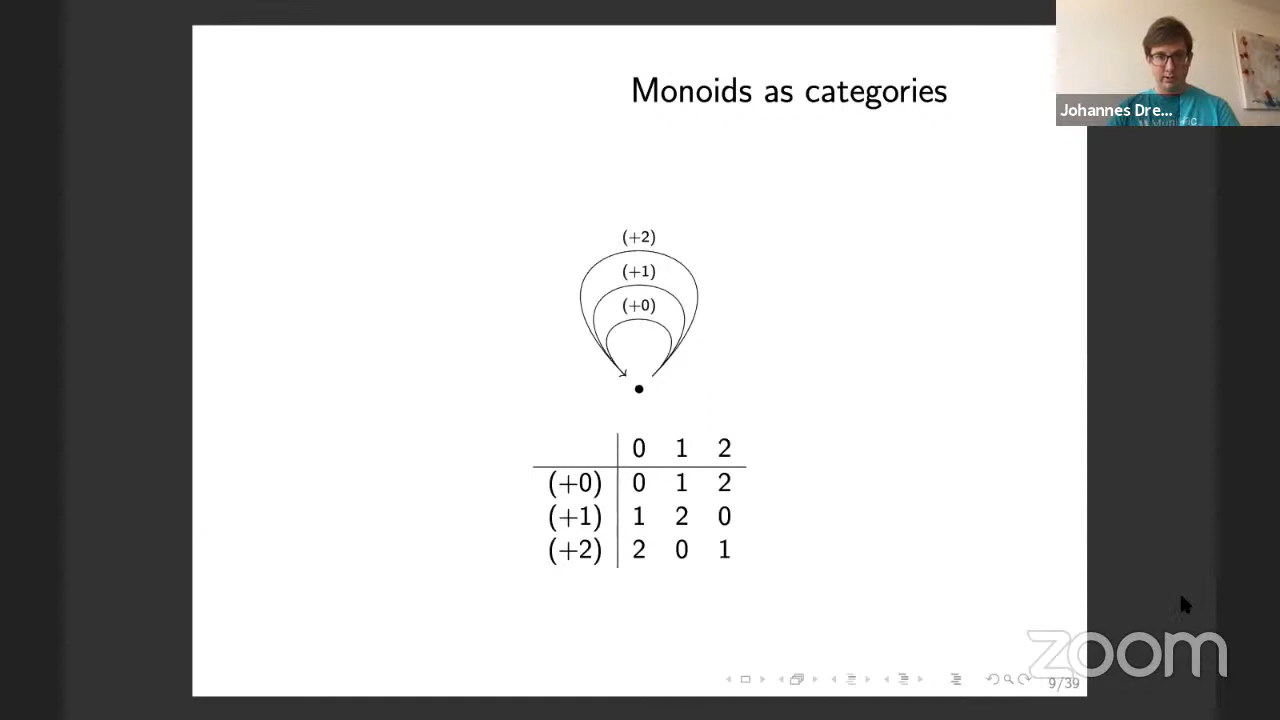 Monoids as categories
Johannes Dre...
(+2)
(+1)
(+0)
0 1 2
(+0) 0 1 2
(+1) 1 2 0
(+2) 2 0 1
zoom
9/39